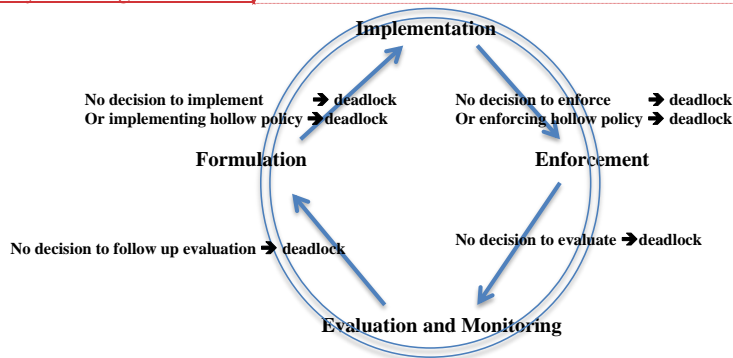 Implementation
No decision to implement ➔ deadlock
Or implementing hollow policy ➔deadlock
No decision to enforce ➔ deadlock
Or enforcing hollow policy ➔ deadlock
Formulation
Enforcement
No decision to follow up evaluation ➔ deadlock
No decision to evaluate ➔deadlock
Evaluation and Monitoring